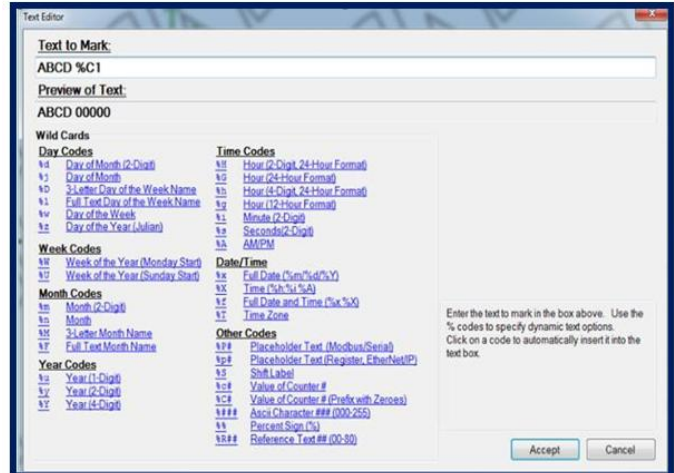 Text Editor
Text to Mark:
ABCD %C1
Preview of Text:
ABCD 00000
Wild Cards
Day Codes
%d Day of Month (2-Digit)
%j Day of Month
%D 3-Letter Day of the Week Name
%l Full Text Day of the Week Name
%w Day of the Week
%z Day of the Year (Julian)
Week Codes
%W Week of the Year (Monday Start)
%U Week of the Year (Sunday Start)
Month Codes
%m Month (2-Digit)
%n Month
%M 3-Letter Month Name
%F Full Text Month Name
Year Codes
%u Year (1-Digit)
%y Year (2-Digit)
%Y Year (4-Digit)
Time Codes
%H Hour (2-Digit, 24-Hour Format)
%G Hour (24-Hour Format)
%h Hour (4-Digit, 24-Hour Format)
%g Hour (12-Hour Format)
%i Minute (2-Digit)
%s Seconds(2-Digit)
%A AM/PM
Date/Time
%x Full Date (%m/%d/%Y)
%X Time (%h:%i %A)
%f Full Date and Time (%x %X)
%T Time Zone
Other Codes
%P# Placeholder Text (Modbus/Serial)
%p# Placeholder Text (Register, EtherNet/IP)
%S Shift Label
%c# Value of Counter #
%C# Value of Counter # (Prefix with Zeroes)
%### Ascii Character ### (000-255)
%% Percent Sign (%)
%R## Reference Text ## (00-80)
Enter the text to mark in the box above. Use the
% codes to specify dynamic text options.
Click on a code to automatically insert it into the
text box.
Accept
Cancel